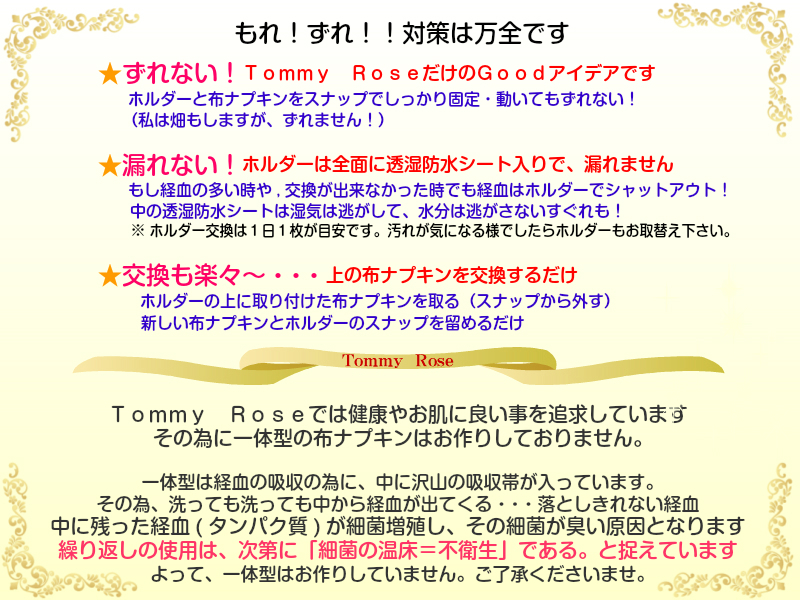 もれ！ずれ！！対策は万全です
★ずれない！Ｔｏｍｍｙ　ＲｏｓｅだけのＧｏｏｄアイデアです
ホルダーと布ナプキンをスナップでしっかり固定・動いてもずれない！
（私は畑もしますが、ずれません！）
★漏れない！ホルダーは全面に透湿防水シート入りで、漏れません
もし経血の多い時や , 交換が出来なかった時でも経血はホルダーでシャットアウト！
中の透湿防水シートは湿気は逃がして、水分は逃がさないすぐれも！
※ ホルダー交換は１日１枚が目安です。汚れが気になる様でしたらホルダーもお取替え下さい。
★交換も楽々～・・・上の布ナプキンを交換するだけ
ホルダーの上に取り付けた布ナプキンを取る（スナップから外す）
新しい布ナプキンとホルダーのスナップを留めるだけ
Tommy Rose
Ｔｏｍｍｙ　Ｒｏｓｅでは健康やお肌に良い事を追求しています
その為に一体型の布ナプキンはお作りしておりません。
一体型は経血の吸収の為に、中に沢山の吸収帯が入っています。
その為、洗っても洗っても中から経血が出てくる・・・落としきれない経血
中に残った経血 ( タンパク質 ) が細菌増殖し、その細菌が臭い原因となります
繰り返しの使用は、次第に「細菌の温床＝不衛生」である。と捉えています
よって、一体型はお作りしていません。ご了承くださいませ。